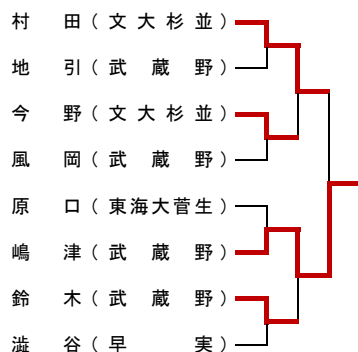 村田(文大杉並)
地引(武蔵野)
今野(文大杉並)
風岡(武蔵野)
原口(東海大菅生)
嶋津(武蔵野)
鈴木(武蔵野)
澁谷(早実)